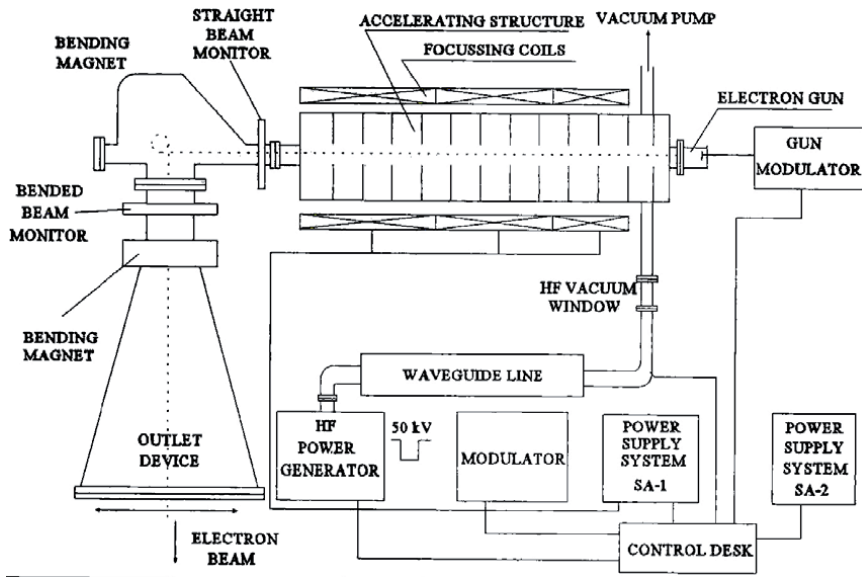 STRAIGHT
BEAM
MONITOR
ACCELERATING STRUCTURE
FOCUSSING COILS
VACUUM PUMP
BENDING
MAGNET
ELECTRON GUN
GUN
MODULATOR
BENDED
BEAM
MONITOR
HF VACUUM
WINDOW
BENDING
MAGNET
WAVEGUIDE LINE
HF
POWER
GENERATOR
50 kV
MODULATOR
POWER
SUPPLY
SYSTEM
SA-1
POWER
SUPPLY
SYSTEM
SA-2
OUTLET
DEVICE
ELECTRON
BEAM
CONTROL DESK